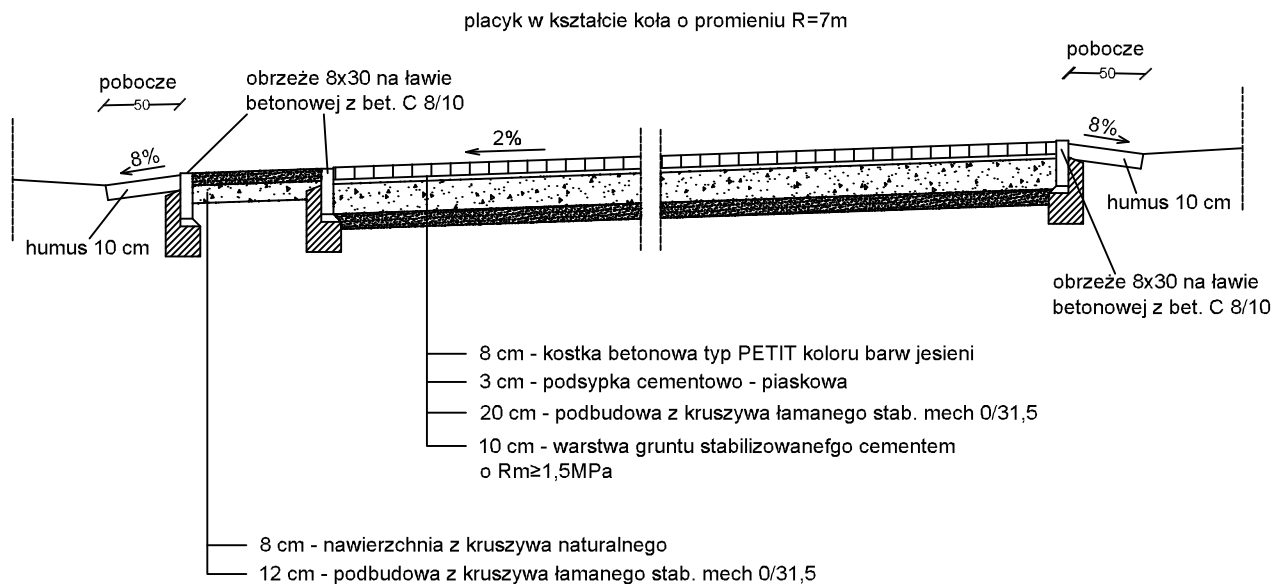 placyk w kształcie koła o promieniu R=7m
pobocze
50
obrzeże 8x30 na ławie
betonowej z bet. C 8/10
pobocze
50
8%
2%
8%
humus 10 cm
humus 10 cm
obrzeże 8x30 na ławie
betonowej z bet. C 8/10
8 cm - kostka betonowa typ PETIT koloru barw jesieni
3 cm - podsypka cementowo - piaskowa
20 cm - podbudowa z kruszywa łamanego stab. mech 0/31,5
10 cm - warstwa gruntu stabilizowanefgo cementem
o Rm≥1,5MPa
8 cm - nawierzchnia z kruszywa naturalnego
12 cm - podbudowa z kruszywa łamanego stab. mech 0/31,5